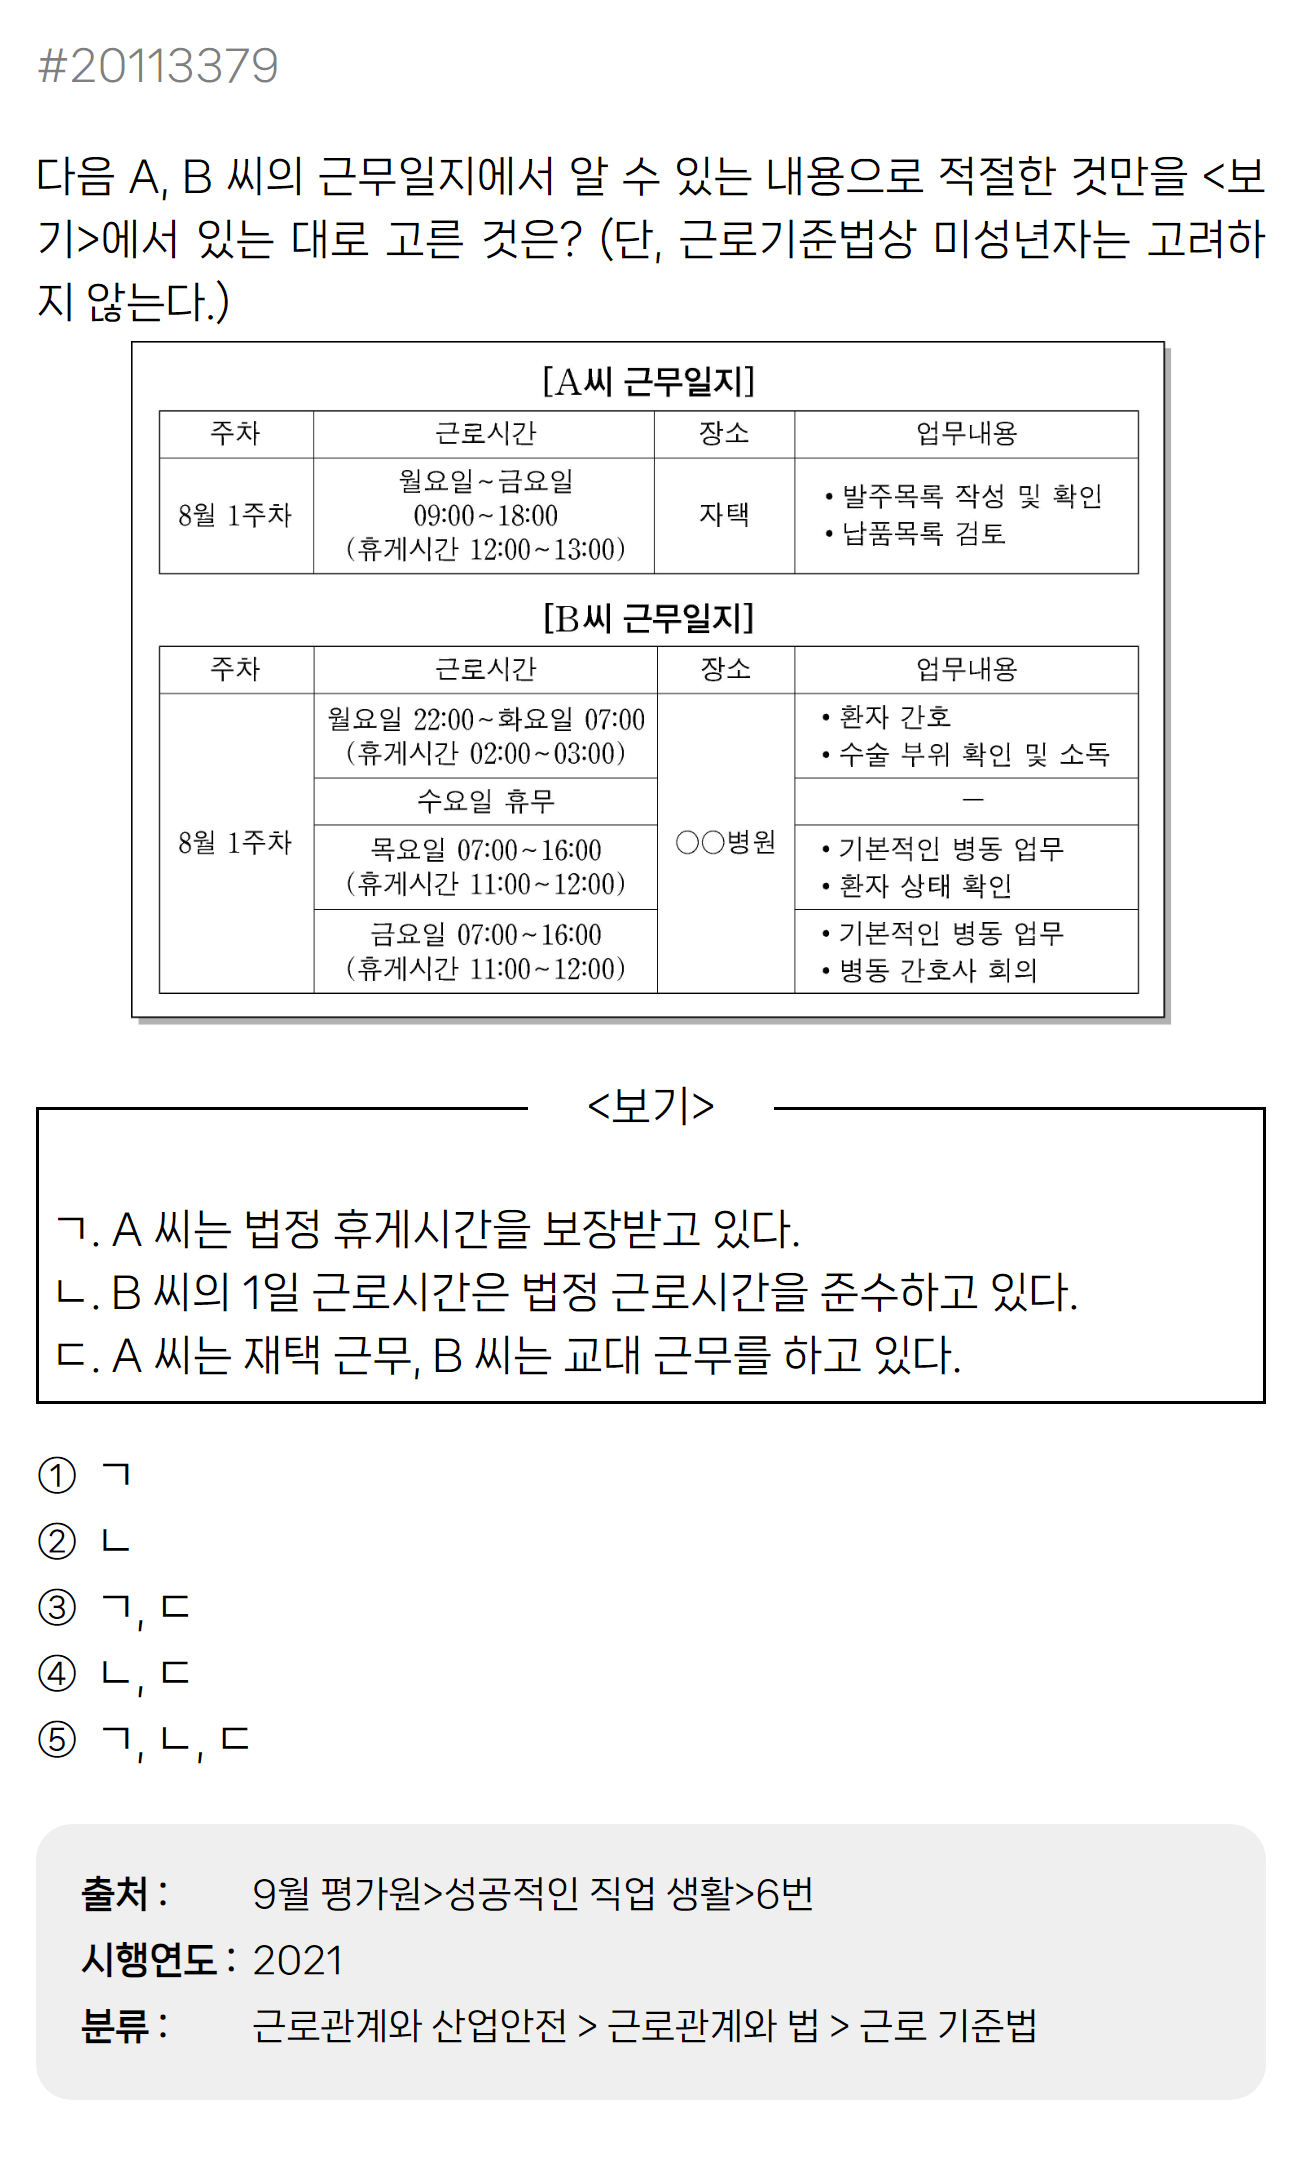 #20113379
다음 A, B 씨의 근무일지에서 알 수 있는 내용으로 적절한 것만을 <보
기>에서 있는 대로 고른 것은? (단, 근로기준법상 미성년자는 고려하
지 않는다.)
[A씨 근무일지]
주차 근로시간 장소 업무내용
8월 1주차
월요일~금요일
09:00~18:00
(휴게시간 12:00~13:00)
자택
• 발주목록 작성 및 확인
• 납품목록 검토
[B씨 근무일지]
주차 근로시간 장소 업무내용
8월 1주차
월요일 22:00~화요일 07:00
(휴게시간 02:00~03:00)
○○병원
• 환자 간호
• 수술 부위 확인 및 소독
수요일 휴무
—
목요일 07:00~16:00
(휴게시간 11:00~12:00)
• 기본적인 병동 업무
• 환자 상태 확인
금요일 07:00~16:00
(휴게시간 11:00~12:00)
• 기본적인 병동 업무
• 병동 간호사 회의
<보기>
ㄱ. A 씨는 법정 휴게시간을 보장받고 있다.
ㄴ. B 씨의 1일 근로시간은 법정 근로시간을 준수하고 있다.
ㄷ. A 씨는 재택 근무, B 씨는 교대 근무를 하고 있다.
① ㄱ
② ㄴ
③ ㄱ, ㄷ
④ ㄴ, ㄷ
⑤ ㄱ, ㄴ, ㄷ
출처 : 9월 평가원>성공적인 직업 생활>6번
시행연도 : 2021
분류 : 근로관계와 산업안전 > 근로관계와 법 > 근로 기준법